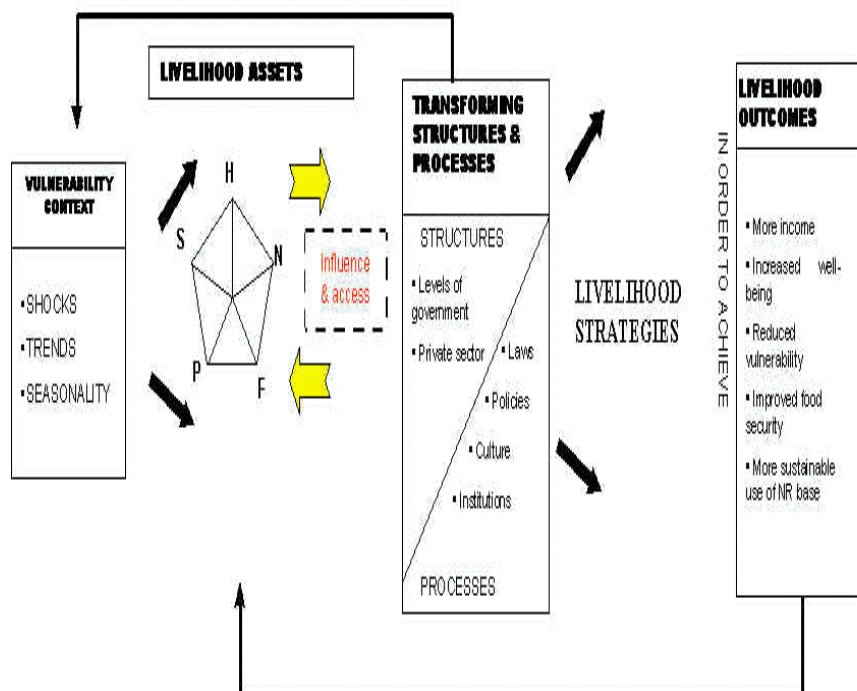 LIVELIHOOD ASSETS
VULNERABILITY
CONTEXT
▪SHOCKS
▪TRENDS
▪SEASONALITY
H
S
N
P
F
Influence
& access
TRANSFORMING
STRUCTURES &
PROCESSES
STRUCTURES
▪ Levels of
government
▪ Private sector
▪ Laws
▪ Policies
▪ Culture
▪ Institutions
PROCESSES
LIVELIHOOD
STRATEGIES
IN ORDER TO ACHIEVE
LIVELIHOOD
OUTCOMES
▪ More income
▪ Increased well-
being
▪ Reduced
vulnerability
▪ Improved food
security
▪ More sustainable
use of NR base